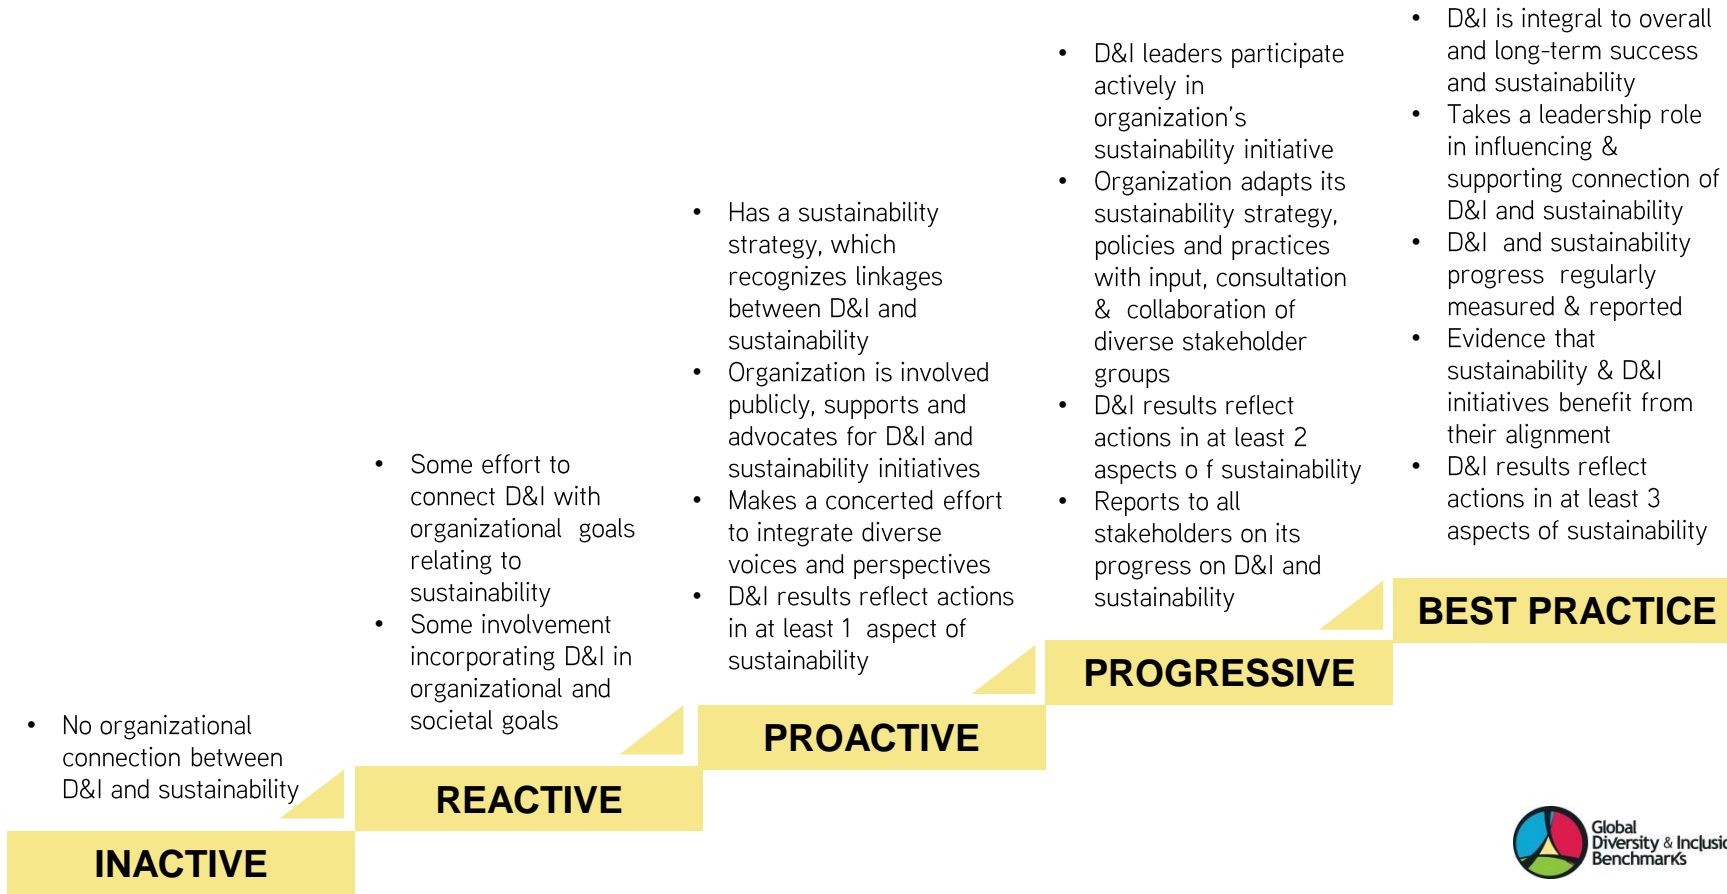 • No organizational
connection between
D&I and sustainability
INACTIVE
• Some effort to
connect D&I with
organizational goals
relating to
sustainability
• Some involvement
incorporating D&I in
organizational and
societal goals
REACTIVE
• Has a sustainability
strategy, which
recognizes linkages
between D&I and
sustainability
• Organization is involved
publicly, supports and
advocates for D&I and
sustainability initiatives
• Makes a concerted effort
to integrate diverse
voices and perspectives
• D&I results reflect actions
in at least 1 aspect of
sustainability
PROACTIVE
• D&I leaders participate
actively in
organization's
sustainability initiative
• Organization adapts its
sustainability strategy,
policies and practices
with input, consultation
& collaboration of
diverse stakeholder
groups
• D&I results reflect
actions in at least 2
aspects o f sustainability
• Reports to all
stakeholders on its
progress on D&I and
sustainability
PROGRESSIVE
• D&I is integral to overall
and long-term success
and sustainability
• Takes a leadership role
in influencing &
supporting connection of
D&I and sustainability
• D&I and sustainability
progress regularly
measured & reported
• Evidence that
sustainability & D&I
initiatives benefit from
their alignment
• D&I results reflect
actions in at least 3
aspects of sustainability
BEST PRACTICE
Global
Diversity & Inclusio
Benchmarks